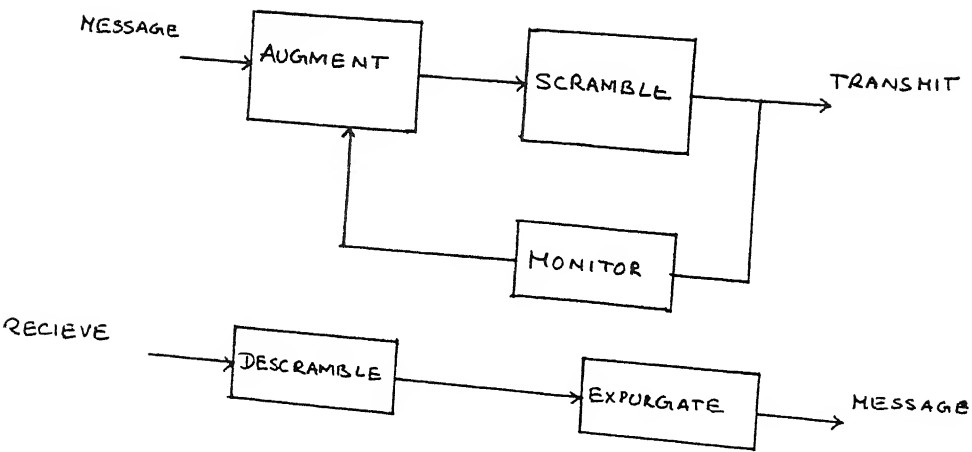 MESSAGE
AUGMENT
SCRAMBLE
TRANSMIT
MONITOR
RECIEVE
DESCRAMBLE
EXPURGATE
MESSAGE